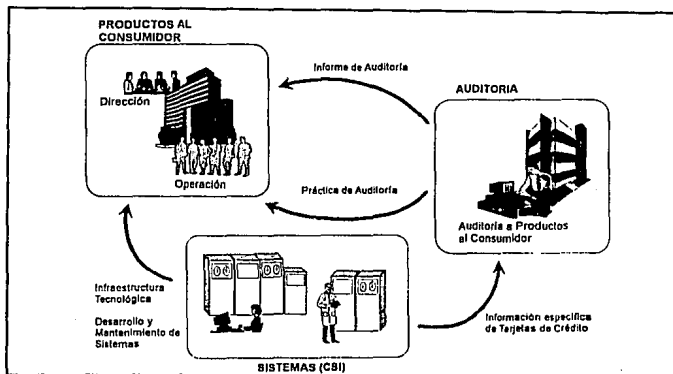 PRODUCTOS AL
CONSUMIDOR
Dirección
Operación
Informe de Auditoría
Práctica de Auditoría
AUDITORIA
Auditoría a Productos
al Consumidor
Infraestructura
Tecnológica
Desarrollo y
Mantenimiento de
Sistemas
SISTEMAS (CSI)
Información específica
de Tarjetas de Crédito